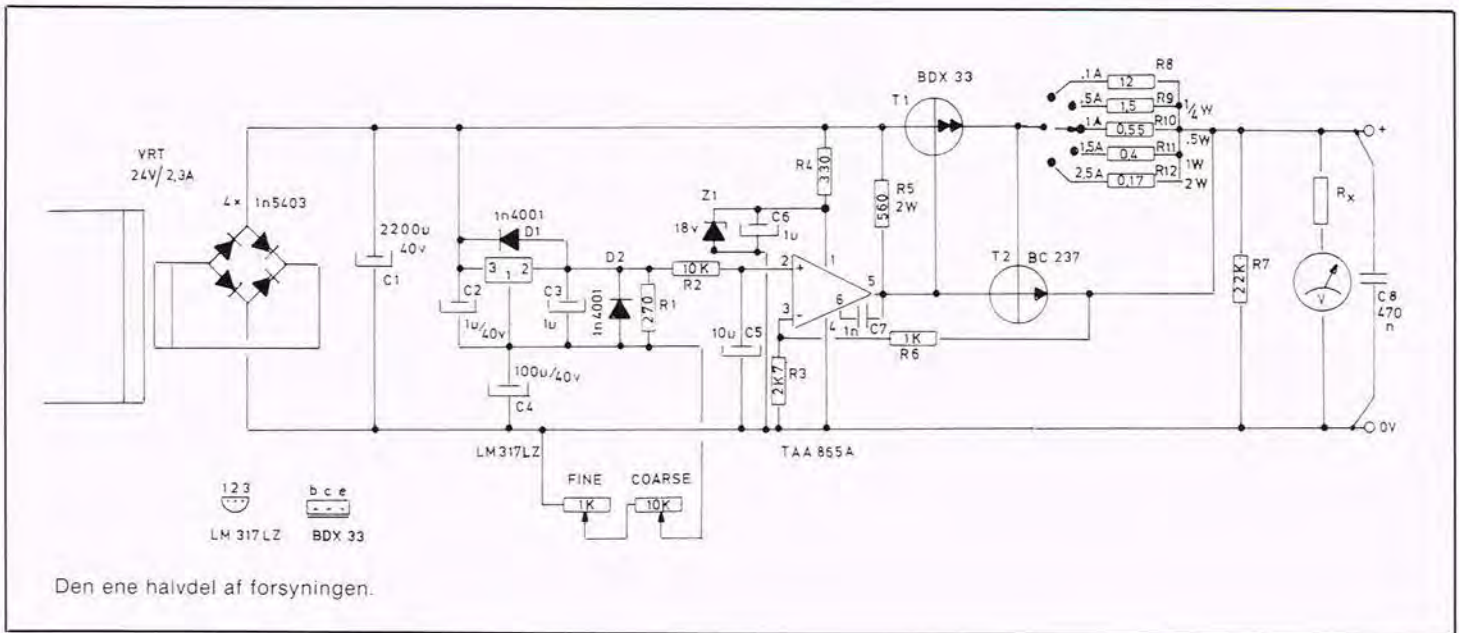 VRT
24V/2,3A
4x 1n5403
2200u
40v
C1
1n4001
D1
3 1 2
C2
1u/40v
C3
1u
D2
1n4001
270
R1
10K
R2
100u/40v
C4
10u C5
Z1
18v
C6
1u
R4
330
2
+
1
3
-
6
4
5
1n C7
1K
R6
2K7
R3
560
R5
2W
BDX 33
T1
T2 BC 237
.1A 12 R8
.5A 1,5 R9
1/4W
1A 0,55 R10
.5W
1,5A 0,4 R11
1W
2,5A 0,17 R12
2W
22K
R7
Rx
V
C8
470
n
+
0V
LM317LZ
TAA 865A
FINE
1K
COARSE
10K
123
LM 317 LZ
b c e
BDX 33
Den ene halvdel af forsyningen.